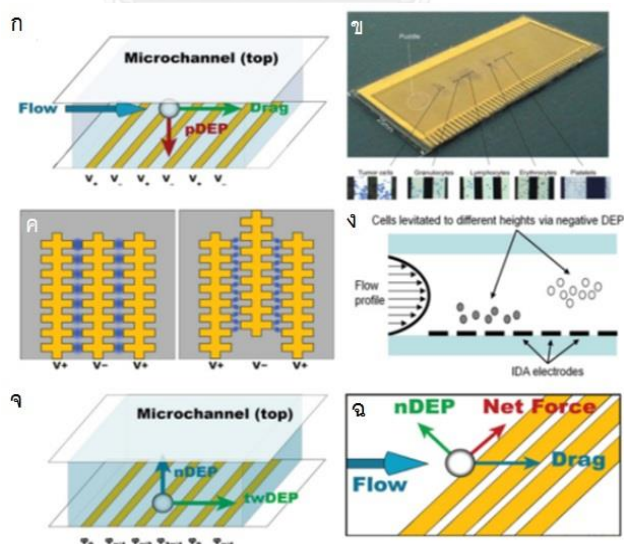 ก
Microchannel (top)
Flow
Drag
pDEP
V+ V- V+ V- V+ V-
ข
Puddle
Tumor cells Granulocytes Lymphocytes Erythrocytes Platelets
ค
V+ V- V+ V+ V- V+
ง
Cells levitated to different heights via negative DEP
Flow
profile
IDA electrodes
จ
Microchannel (top)
nDEP
twDEP
ฉ
nDEP Net Force
Drag
Flow